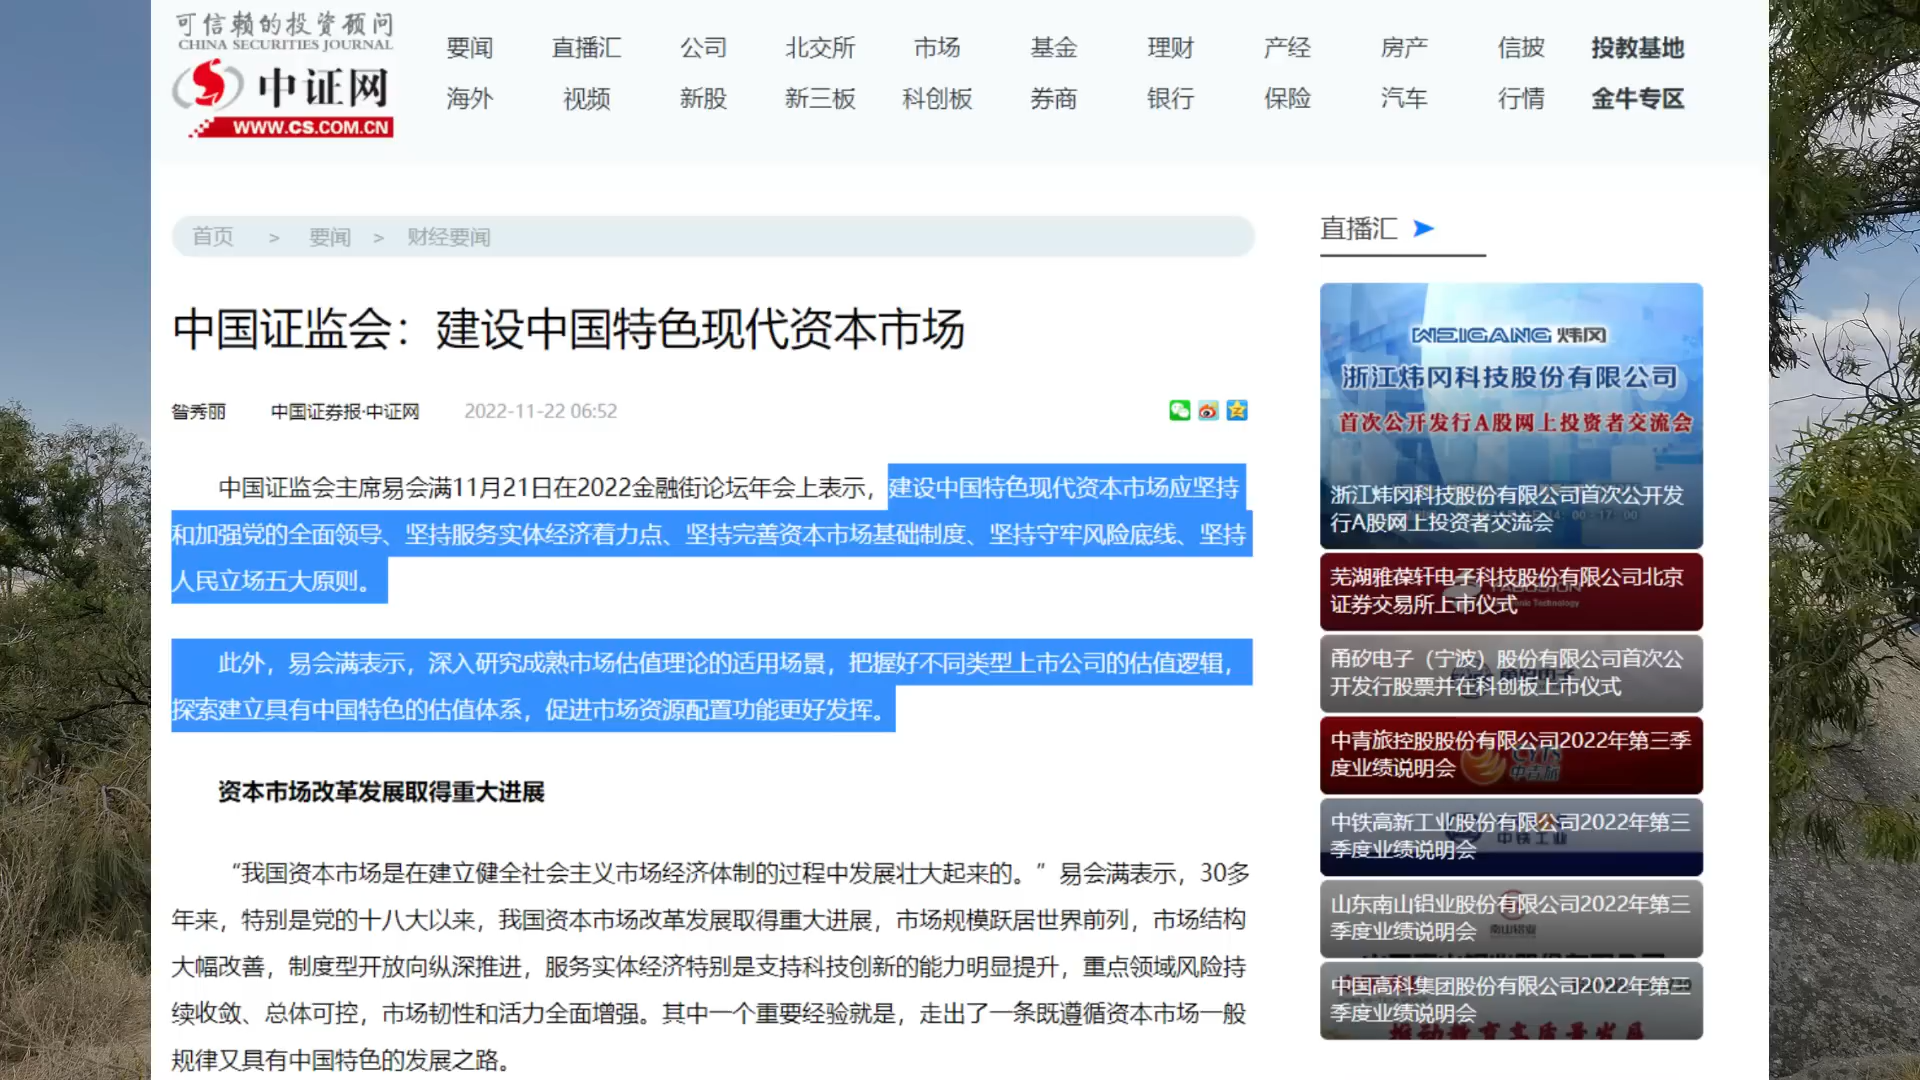 可信赖的投资顾问
CHINA SECURITIES JOURNAL
中证网
WWW.CS.COM.CN
要闻 直播汇 公司 北交所 市场 基金 理财 产经 房产 信披 投教基地
海外 视频 新股 新三板 科创板 券商 银行 保险 汽车 行情 金牛专区
首页 > 要闻 > 财经要闻
中国证监会：建设中国特色现代资本市场
昝秀丽 中国证券报·中证网 2022-11-22 06:52
中国证监会主席易会满11月21日在2022金融街论坛年会上表示，建设中国特色现代资本市场应坚持
和加强党的全面领导、坚持服务实体经济着力点、坚持完善资本市场基础制度、坚持守牢风险底线、坚持
人民立场五大原则。
此外，易会满表示，深入研究成熟市场估值理论的适用场景，把握好不同类型上市公司的估值逻辑，
探索建立具有中国特色的估值体系，促进市场资源配置功能更好发挥。
资本市场改革发展取得重大进展
“我国资本市场是在建立健全社会主义市场经济体制的过程中发展壮大起来的。”易会满表示，30多
年来，特别是党的十八大以来，我国资本市场改革发展取得重大进展，市场规模跃居世界前列，市场结构
大幅改善，制度型开放向纵深推进，服务实体经济特别是支持科技创新的能力明显提升，重点领域风险持
续收敛、总体可控，市场韧性和活力全面增强。其中一个重要经验就是，走出了一条既遵循资本市场一般
规律又具有中国特色的发展之路。
直播汇
WEIGANG 炜冈
浙江炜冈科技股份有限公司
首次公开发行A股网上投资者交流会
浙江炜冈科技股份有限公司首次公开发
行A股网上投资者交流会
芜湖雅葆轩电子科技股份有限公司北京
证券交易所上市仪式
甬矽电子（宁波）股份有限公司首次公
开发行股票并在科创板上市仪式
中青旅控股股份有限公司2022年第三季
度业绩说明会
中铁高新工业股份有限公司2022年第三
季度业绩说明会
山东南山铝业股份有限公司2022年第三
季度业绩说明会
中国高科集团股份有限公司2022年第三
季度业绩说明会